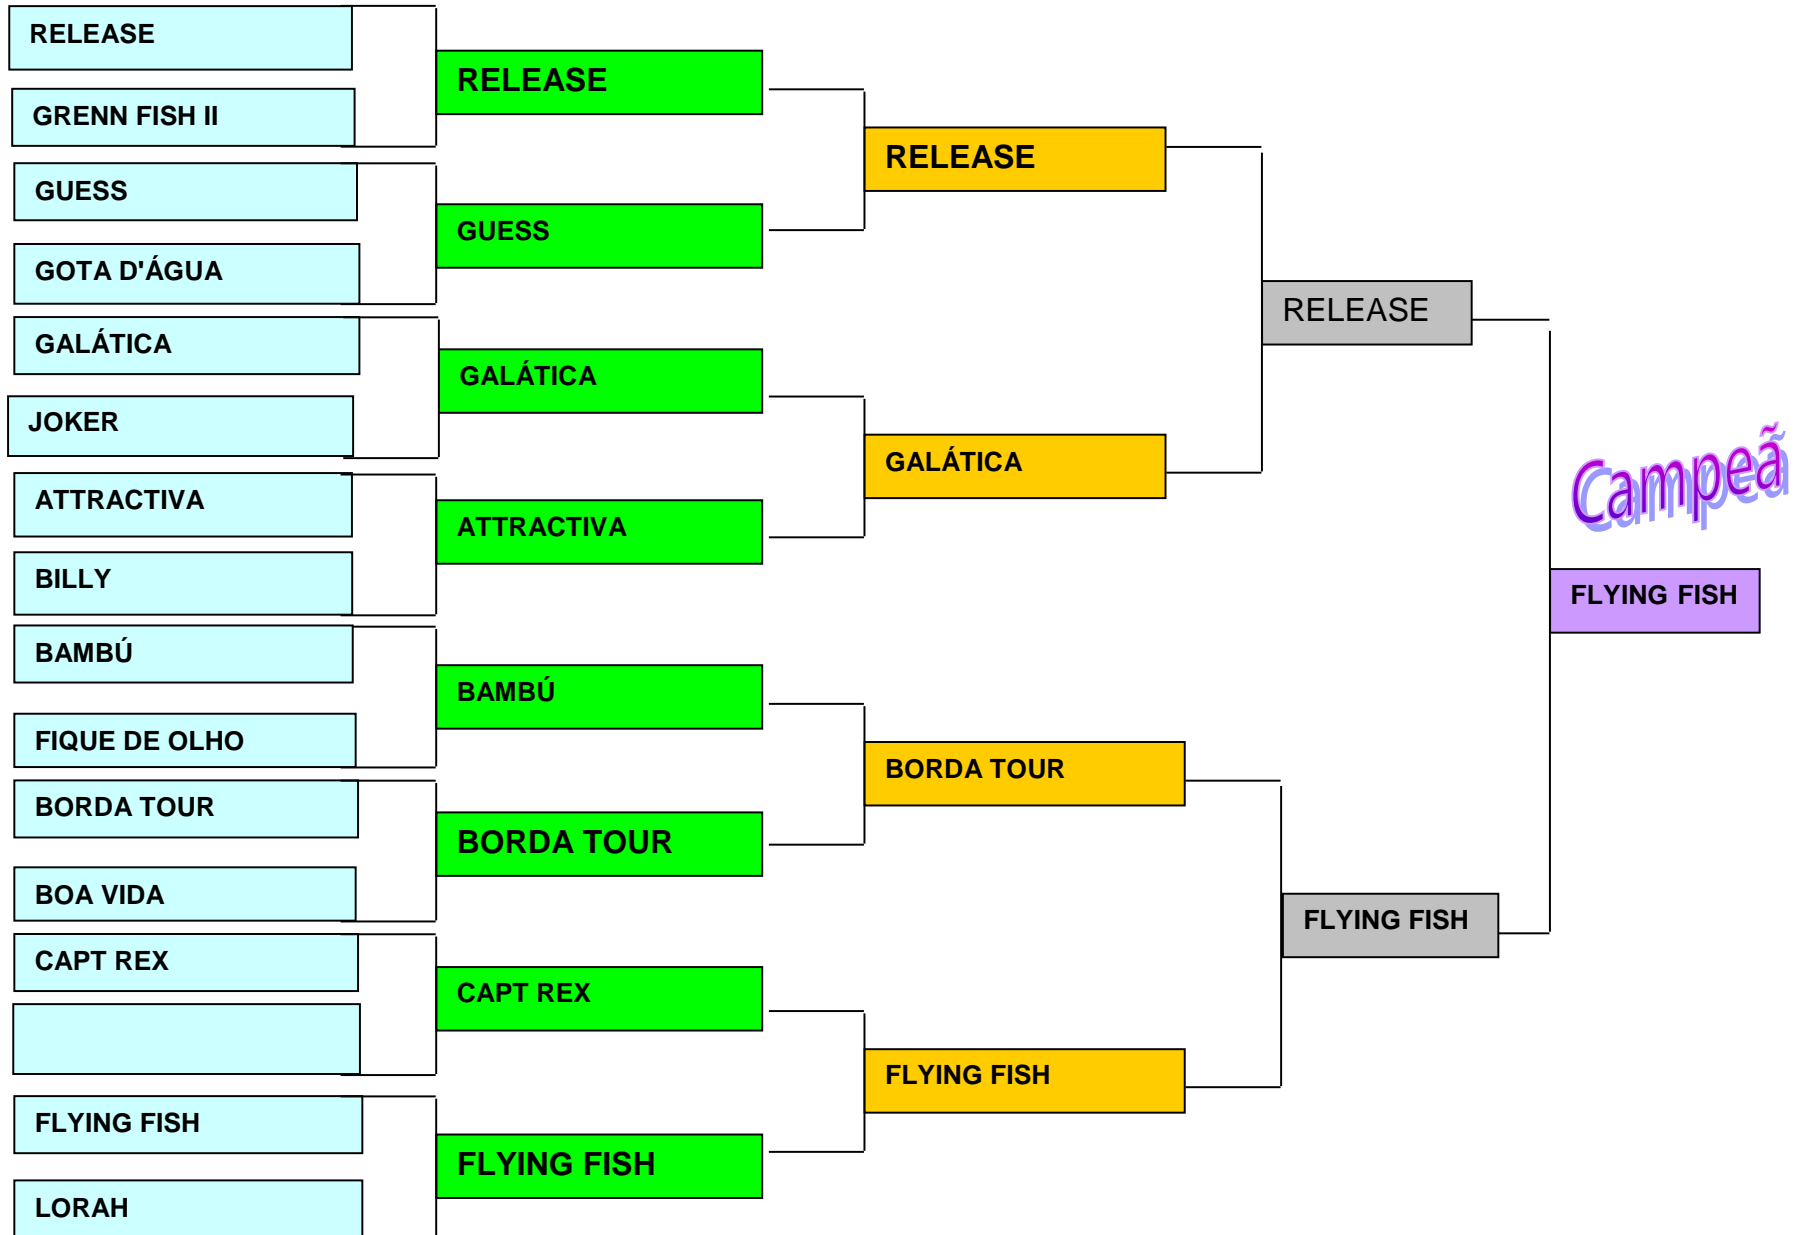 RELEASE
GRENN FISH II
GUESS
GOTA D'ÁGUA
GALÁTICA
JOKER
ATTRACTIVA
BILLY
BAMBÚ
FIQUE DE OLHO
BORDA TOUR
BOA VIDA
CAPT REX
FLYING FISH
LORAH
RELEASE
GUESS
GALÁTICA
ATTRACTIVA
BAMBÚ
BORDA TOUR
CAPT REX
FLYING FISH
RELEASE
GALÁTICA
BORDA TOUR
FLYING FISH
RELEASE
FLYING FISH
Campeã
FLYING FISH